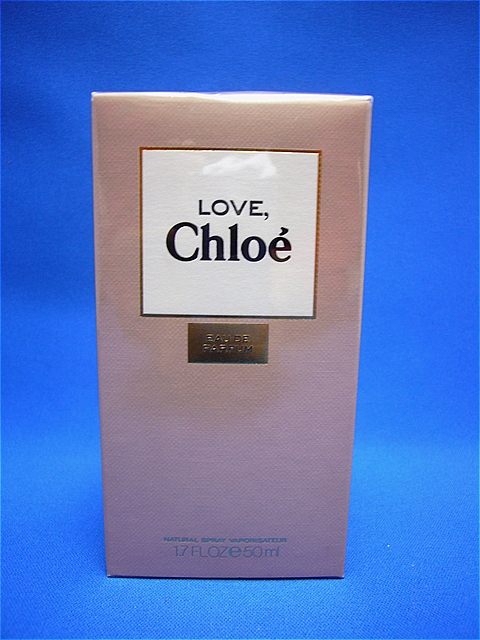 LOVE,
Chloé
EAU DE
PARFUM
NATURAL SPRAY VAPORISATEUR
1.7 FL.OZ e 50 ml